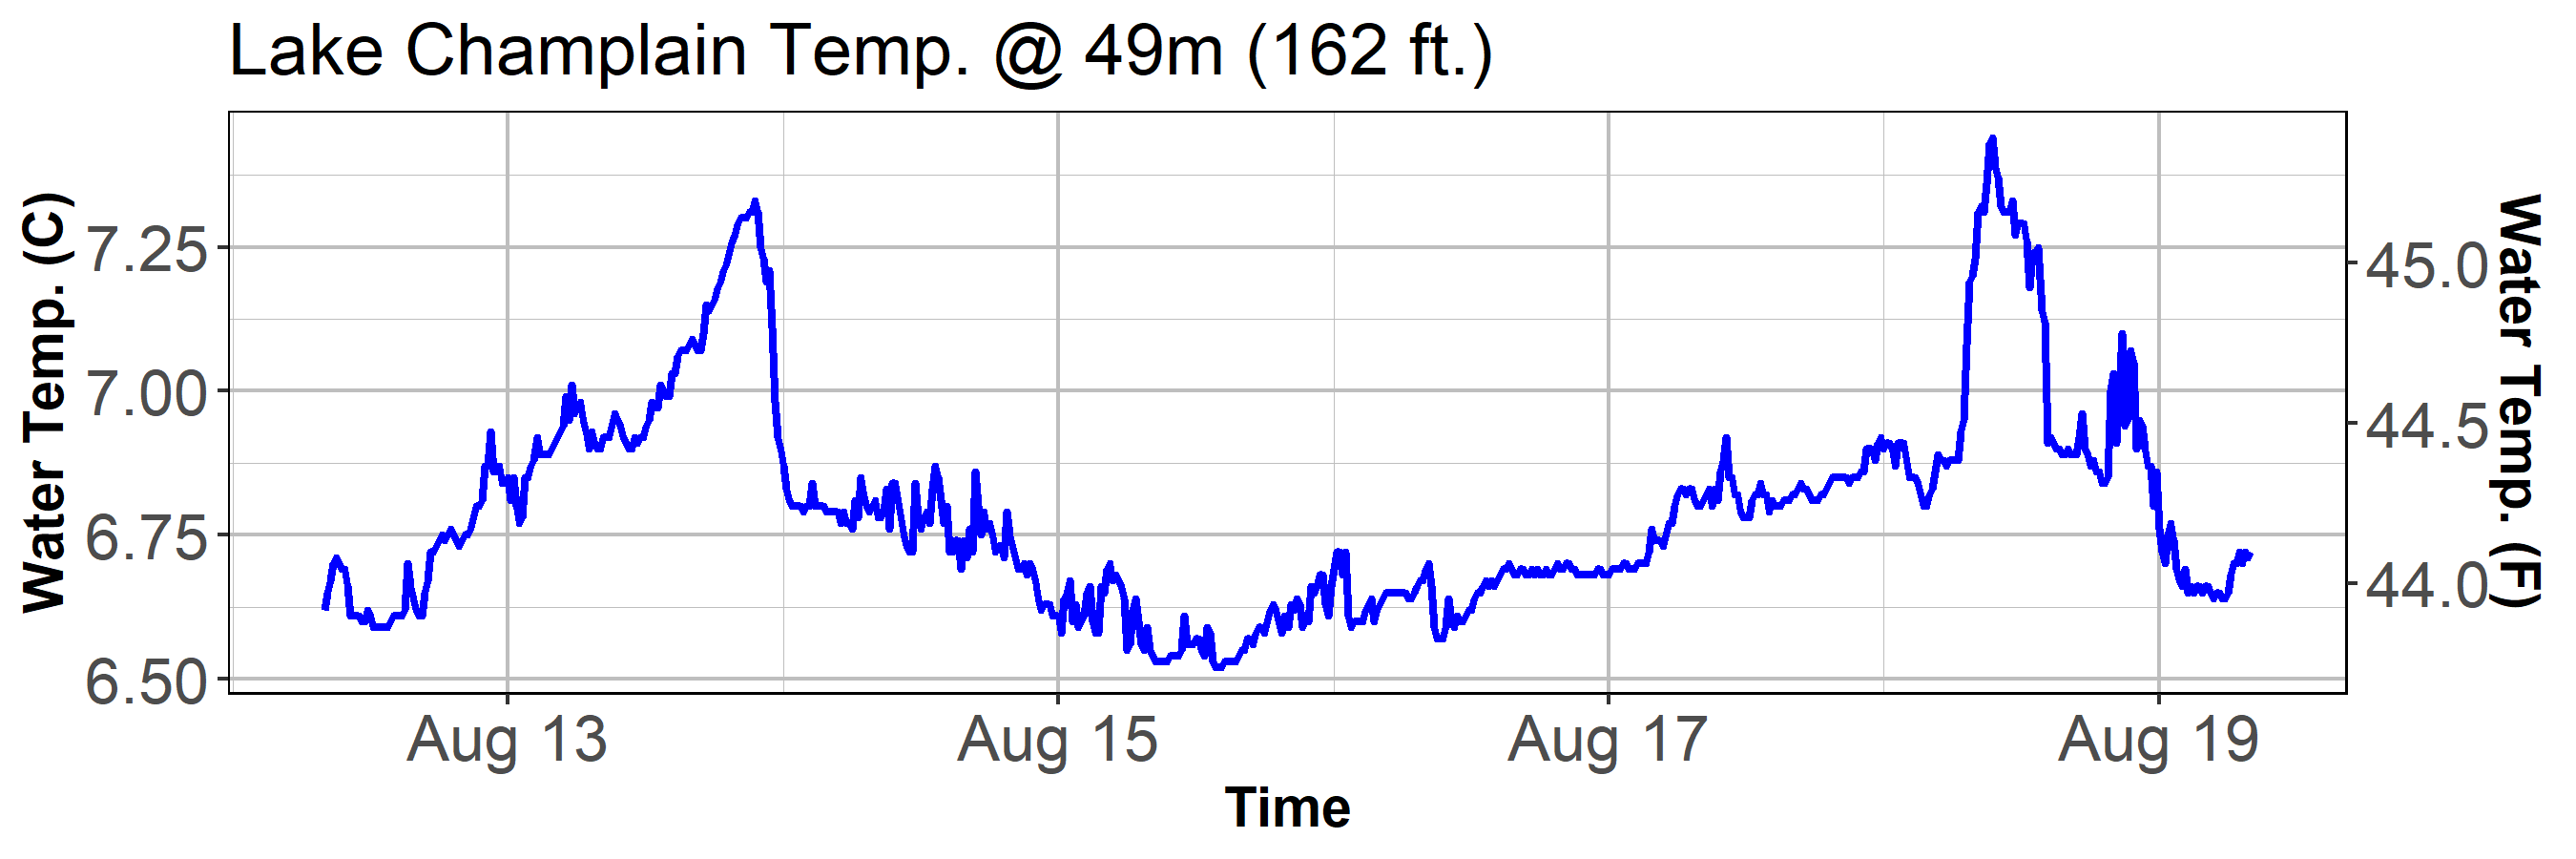 Lake Champlain Temp. @ 49m (162 ft.)
Water Temp. (C)
7.25
7.00
6.75
6.50
45.0
44.5
44.0
Water Temp. (F)
Aug 13
Aug 15
Aug 17
Aug 19
Time